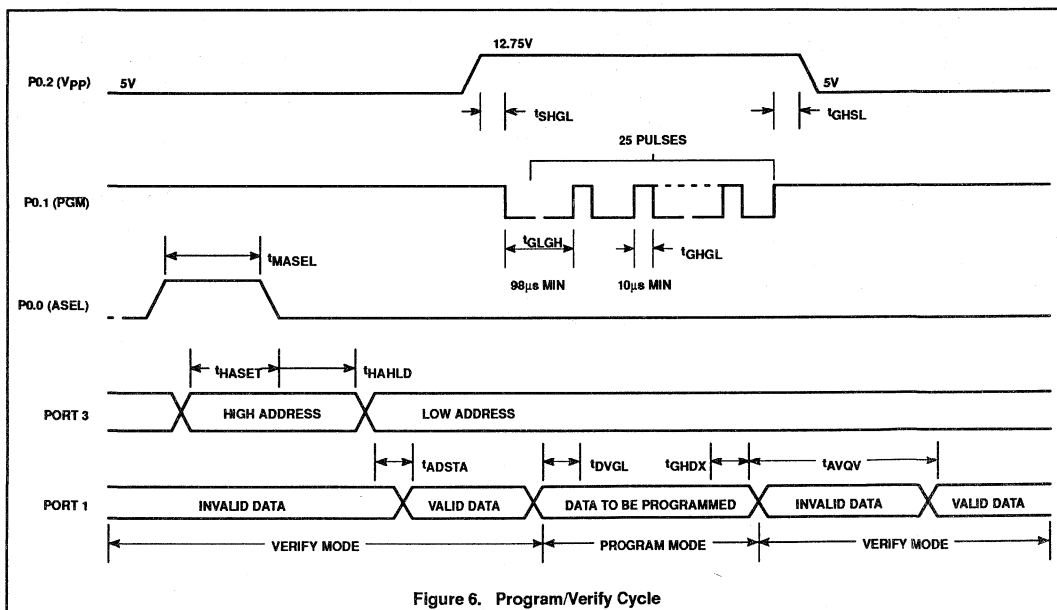 12.75V
P0.2 (VPP)
5V
5V
tSHGL
tGHSL
25 PULSES
P0.1 (PGM)
tGLGH
tGHGL
tMASEL
98µs MIN
10µs MIN
P0.0 (ASEL)
tHASET
tHAHLD
PORT 3
HIGH ADDRESS
LOW ADDRESS
tADSTA
tDVGL
tGHDX
tAVQV
PORT 1
INVALID DATA
VALID DATA
DATA TO BE PROGRAMMED
INVALID DATA
VALID DATA
VERIFY MODE
PROGRAM MODE
VERIFY MODE
Figure 6. Program/Verify Cycle